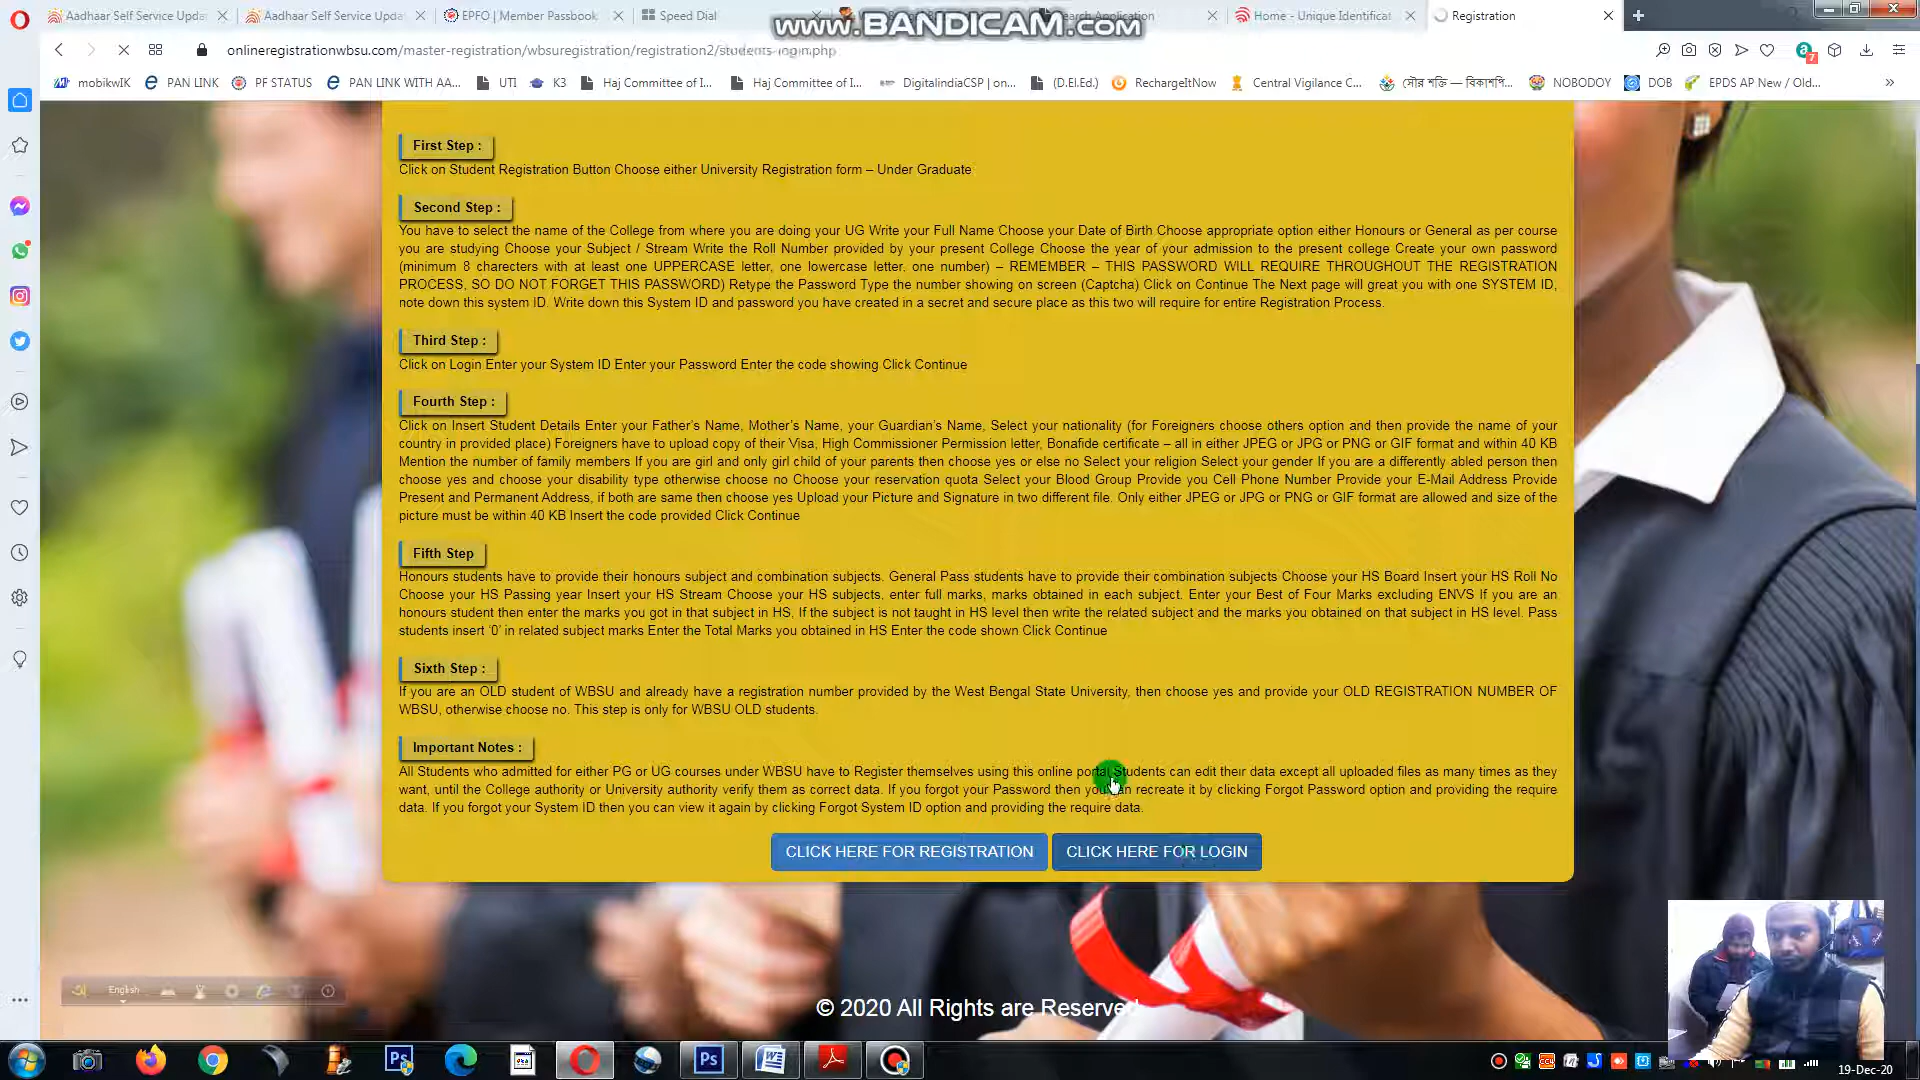 Aadhaar Self Service Upda
Aadhaar Self Service Upda
EPFO | Member Passbook
Speed Dial
www.BANDICAM.com
Search Application
Home - Unique Identificat
Registration
onlineregistrationwbsu.com/master-registration/wbsuregistration/registration2/students-login.php
mobikwIK
PAN LINK
PF STATUS
PAN LINK WITH AA...
UTI
K3
Haj Committee of I...
Haj Committee of I...
DigitalindiaCSP | on...
(D.El.Ed.)
RechargeItNow
Central Vigilance C...
সৌর শক্তি — বিকাশপি...
NOBODOY
DOB
EPDS AP New / Old...
First Step :
Click on Student Registration Button Choose either University Registration form – Under Graduate
Second Step :
You have to select the name of the College from where you are doing your UG Write your Full Name Choose your Date of Birth Choose appropriate option either Honours or General as per course
you are studying Choose your Subject / Stream Write the Roll Number provided by your present College Choose the year of your admission to the present college Create your own password
(minimum 8 charecters with at least one UPPERCASE letter, one lowercase letter, one number) – REMEMBER – THIS PASSWORD WILL REQUIRE THROUGHOUT THE REGISTRATION
PROCESS, SO DO NOT FORGET THIS PASSWORD) Retype the Password Type the number showing on screen (Captcha) Click on Continue The Next page will great you with one SYSTEM ID,
note down this system ID. Write down this System ID and password you have created in a secret and secure place as this two will require for entire Registration Process.
Third Step :
Click on Login Enter your System ID Enter your Password Enter the code showing Click Continue
Fourth Step :
Click on Insert Student Details Enter your Father's Name, Mother's Name, your Guardian's Name, Select your nationality (for Foreigners choose others option and then provide the name of your
country in provided place) Foreigners have to upload copy of their Visa, High Commissioner Permission letter, Bonafide certificate – all in either JPEG or JPG or PNG or GIF format and within 40 KB
Mention the number of family members If you are girl and only girl child of your parents then choose yes or else no Select your religion Select your gender If you are a differently abled person then
choose yes and choose your disability type otherwise choose no Choose your reservation quota Select your Blood Group Provide you Cell Phone Number Provide your E-Mail Address Provide
Present and Permanent Address, if both are same then choose yes Upload your Picture and Signature in two different file. Only either JPEG or JPG or PNG or GIF format are allowed and size of the
picture must be within 40 KB Insert the code provided Click Continue
Fifth Step
Honours students have to provide their honours subject and combination subjects. General Pass students have to provide their combination subjects Choose your HS Board Insert your HS Roll No
Choose your HS Passing year Insert your HS Stream Choose your HS subjects, enter full marks, marks obtained in each subject. Enter your Best of Four Marks excluding ENVS If you are an
honours student then enter the marks you got in that subject in HS, If the subject is not taught in HS level then write the related subject and the marks you obtained on that subject in HS level. Pass
students insert '0' in related subject marks Enter the Total Marks you obtained in HS Enter the code shown Click Continue
Sixth Step :
If you are an OLD student of WBSU and already have a registration number provided by the West Bengal State University, then choose yes and provide your OLD REGISTRATION NUMBER OF
WBSU, otherwise choose no. This step is only for WBSU OLD students.
Important Notes :
All Students who admitted for either PG or UG courses under WBSU have to Register themselves using this online portal Students can edit their data except all uploaded files as many times as they
want, until the College authority or University authority verify them as correct data. If you forgot your Password then you can recreate it by clicking Forgot Password option and providing the require
data. If you forgot your System ID then you can view it again by clicking Forgot System ID option and providing the require data.
CLICK HERE FOR REGISTRATION
CLICK HERE FOR LOGIN
© 2020 All Rights are Reserved
English
19-Dec-20